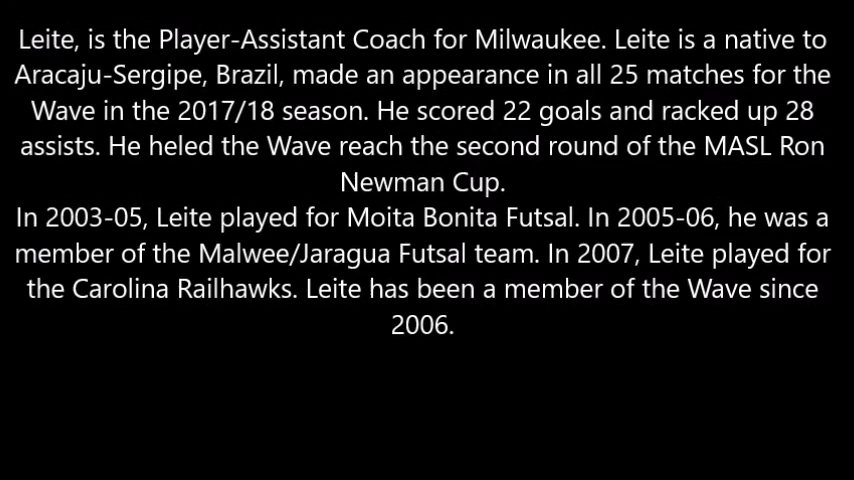 Leite, is the Player-Assistant Coach for Milwaukee. Leite is a native to
Aracaju-Sergipe, Brazil, made an appearance in all 25 matches for the
Wave in the 2017/18 season. He scored 22 goals and racked up 28
assists. He heled the Wave reach the second round of the MASL Ron
Newman Cup.
In 2003-05, Leite played for Moita Bonita Futsal. In 2005-06, he was a
member of the Malwee/Jaragua Futsal team. In 2007, Leite played for
the Carolina Railhawks. Leite has been a member of the Wave since
2006.